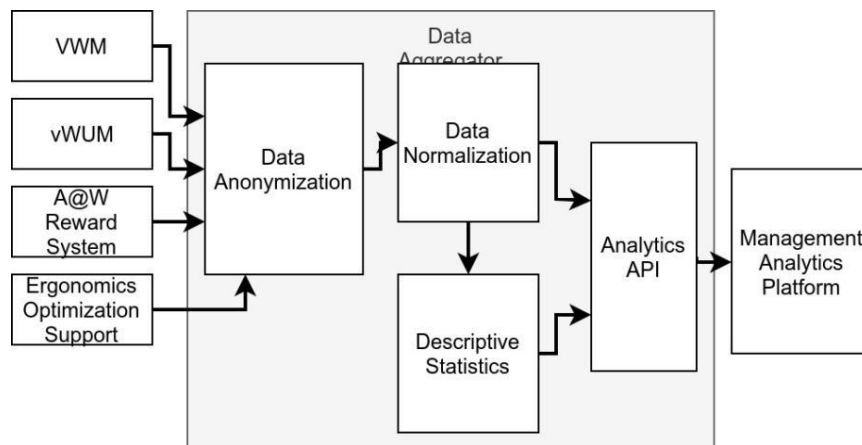 VWM
vWUM
A@W
Reward
System
Ergonomics
Optimization
Support
Data
Aggregator
Data
Anonymization
Data
Normalization
Descriptive
Statistics
Analytics
API
Management
Analytics
Platform